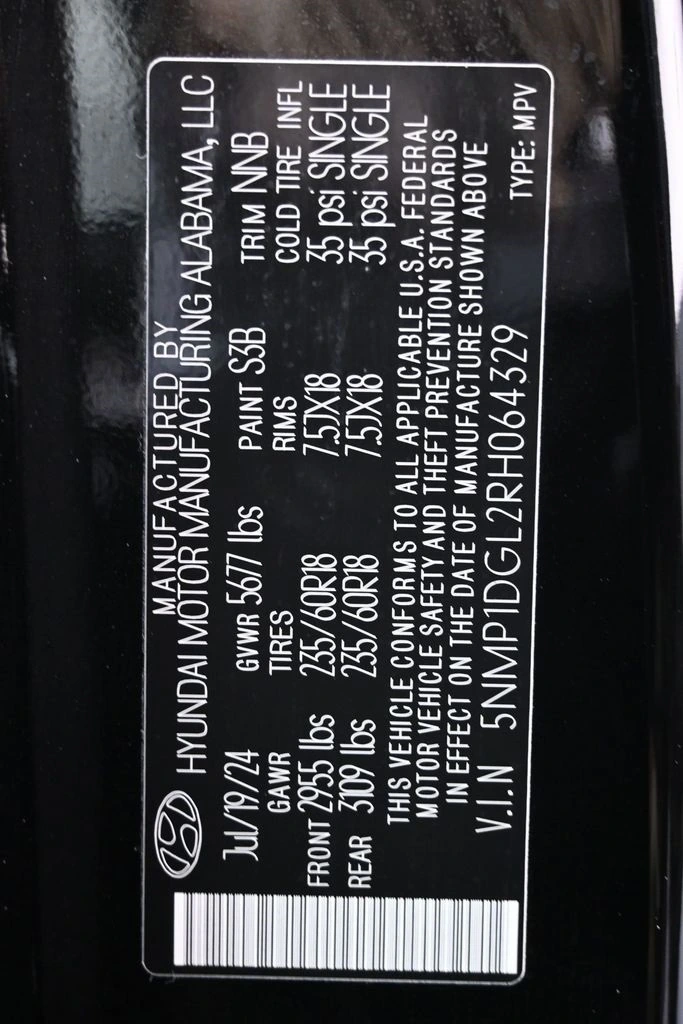 MANUFACTURED BY
HYUNDAI MOTOR MANUFACTURING ALABAMA, LLC
Jul/19/24 GVWR 5677 lbs PAINT S3B TRIM NNB
GAWR TIRES RIMS COLD TIRE INFL
FRONT 2955 lbs 235/60R18 7.5JX18 35 psi SINGLE
REAR 3109 lbs 235/60R18 7.5JX18 35 psi SINGLE
THIS VEHICLE CONFORMS TO ALL APPLICABLE U.S.A. FEDERAL
MOTOR VEHICLE SAFETY AND THEFT PREVENTION STANDARDS
IN EFFECT ON THE DATE OF MANUFACTURE SHOWN ABOVE
V.I.N 5NMP1DGL2RH064329 TYPE: MPV